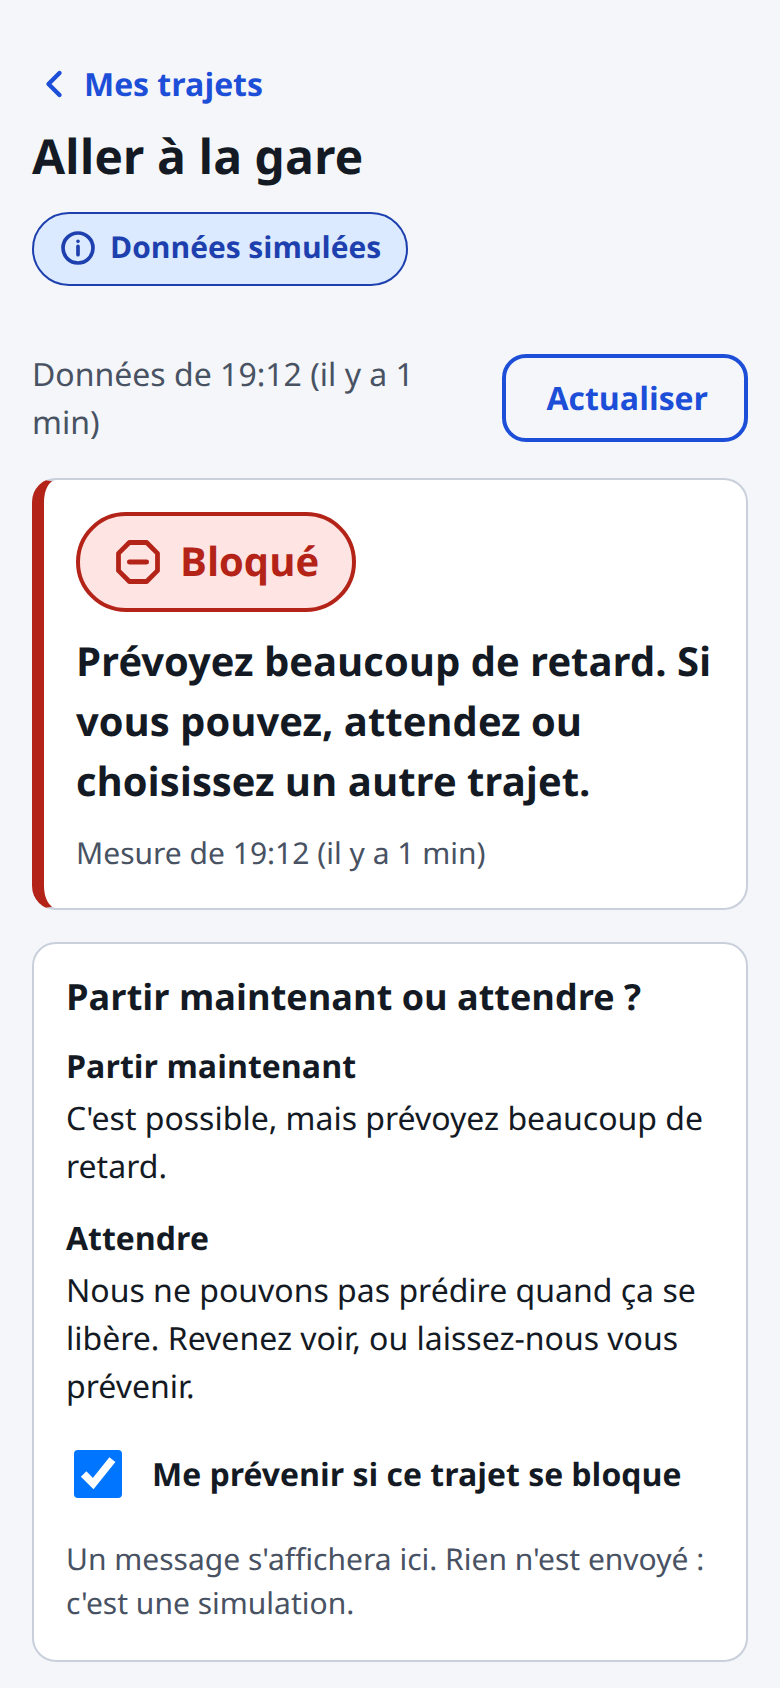 Mes trajets
Aller à la gare
Données simulées
Données de 19:12 (il y a 1
min)
Actualiser
Bloqué
Prévoyez beaucoup de retard. Si
vous pouvez, attendez ou
choisissez un autre trajet.
Mesure de 19:12 (il y a 1 min)
Partir maintenant ou attendre ?
Partir maintenant
C'est possible, mais prévoyez beaucoup de
retard.
Attendre
Nous ne pouvons pas prédire quand ça se
libère. Revenez voir, ou laissez-nous vous
prévenir.
Me prévenir si ce trajet se bloque
Un message s'affichera ici. Rien n'est envoyé :
c'est une simulation.